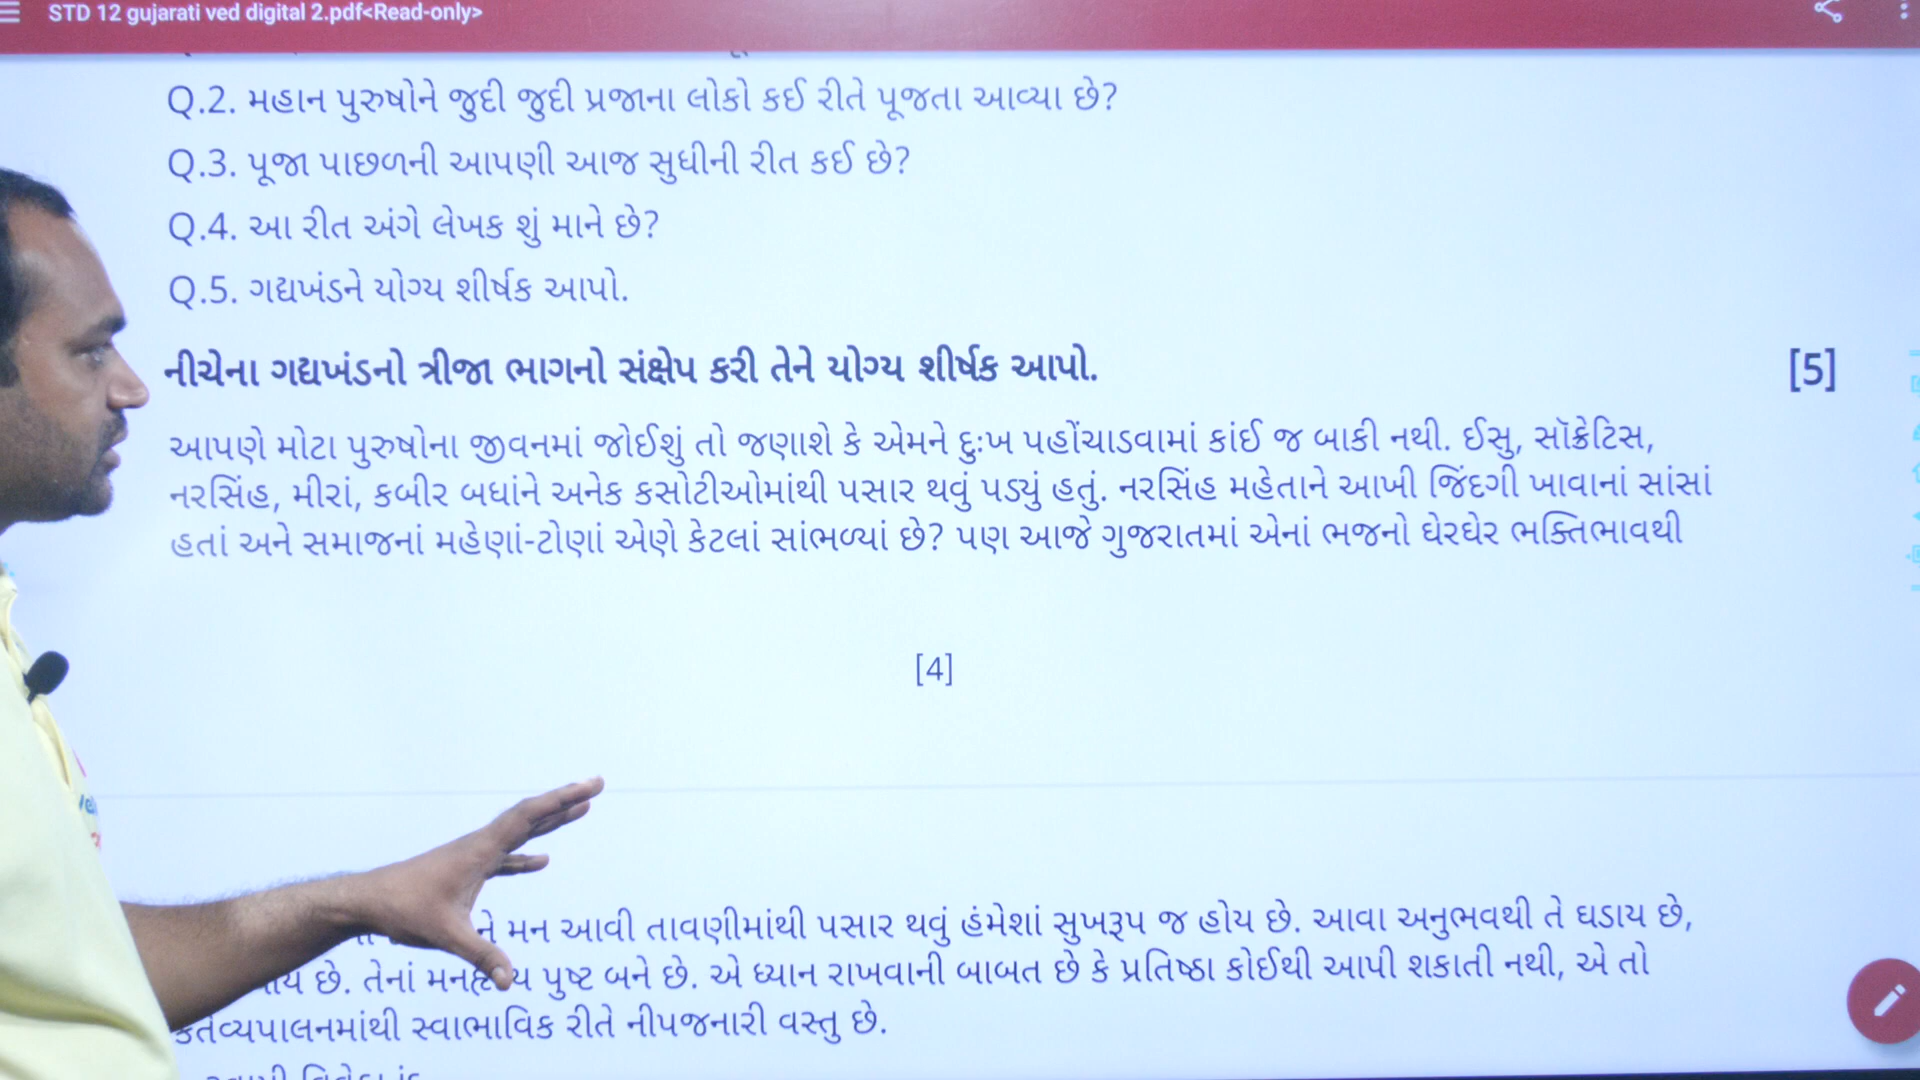 STD 12 gujarati ved digital 2.pdf<Read-only>
Q.2. મહાન પુરુષોને જુદી જુદી પ્રજાના લોકો કઈ રીતે પૂજતા આવ્યા છે?
Q.3. પૂજા પાછળની આપણી આજ સુધીની રીત કઈ છે?
Q.4. આ રીત અંગે લેખક શું માને છે?
Q.5. ગદ્યખંડને યોગ્ય શીર્ષક આપો.
નીચેના ગદ્યખંડનો ત્રીજા ભાગનો સંક્ષેપ કરી તેને યોગ્ય શીર્ષક આપો. [5]
આપણે મોટા પુરુષોના જીવનમાં જોઈશું તો જણાશે કે એમને દુઃખ પહોંચાડવામાં કાંઈ જ બાકી નથી. ઈસુ, સૉક્રેટિસ,
નરસિંહ, મીરાં, કબીર બધાંને અનેક કસોટીઓમાંથી પસાર થવું પડ્યું હતું. નરસિંહ મહેતાને આખી જિંદગી ખાવાનાં સાંસાં
હતાં અને સમાજનાં મહેણાં-ટોણાં એણે કેટલાં સાંભળ્યાં છે? પણ આજે ગુજરાતમાં એનાં ભજનો ઘેરઘેર ભક્તિભાવથી
[4]
ને મન આવી તાવણીમાંથી પસાર થવું હંમેશાં સુખરૂપ જ હોય છે. આવા અનુભવથી તે ઘડાય છે,
છે. તેનાં મનહૃદય પુષ્ટ બને છે. એ ધ્યાન રાખવાની બાબત છે કે પ્રતિષ્ઠા કોઈથી આપી શકાતી નથી, એ તો
કર્તવ્યપાલનમાંથી સ્વાભાવિક રીતે નીપજનારી વસ્તુ છે.